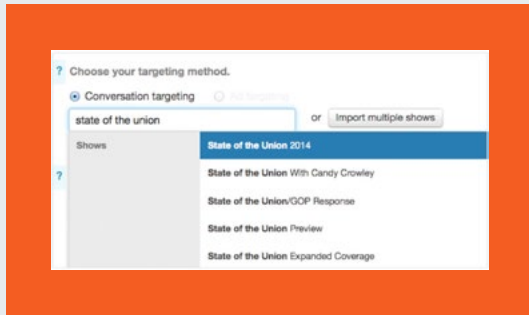 ? Choose your targeting method.
Conversation targeting
state of the union or Import multiple shows
Shows State of the Union 2014
? State of the Union With Candy Crowley
State of the Union/GOP Response
State of the Union Preview
State of the Union Expanded Coverage